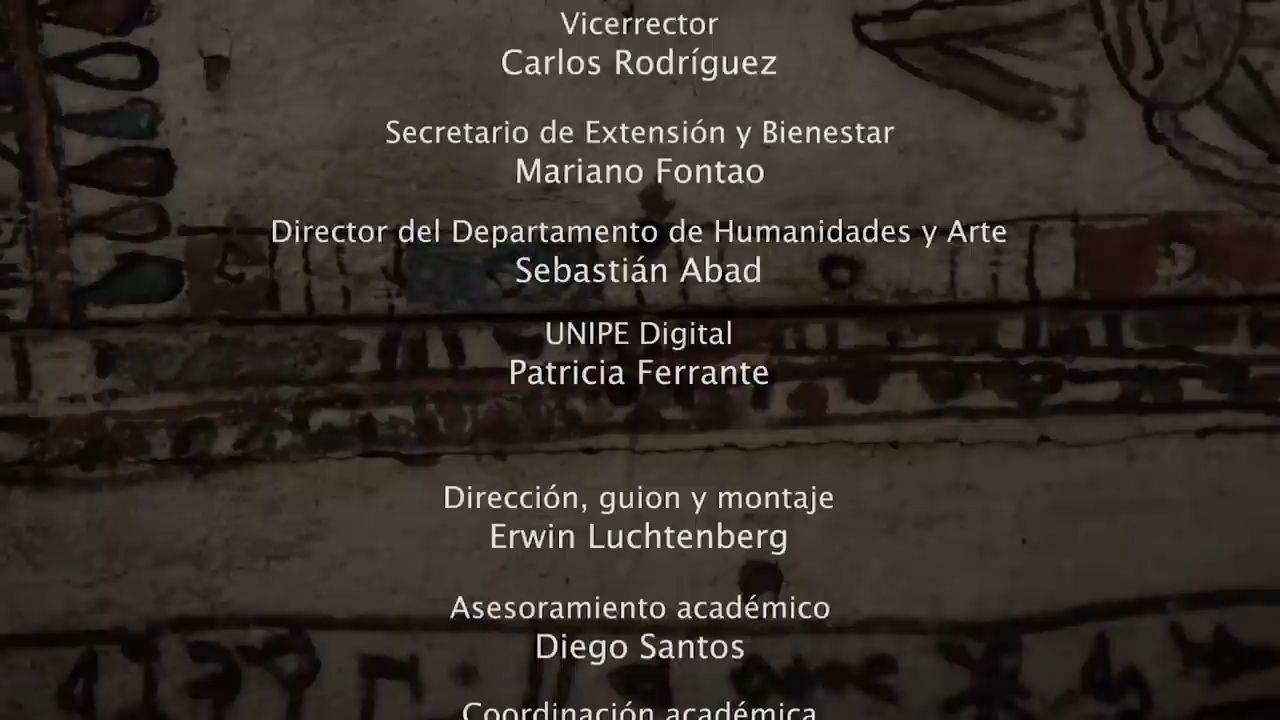 Vicerrector
Carlos Rodríguez
Secretario de Extensión y Bienestar
Mariano Fontao
Director del Departamento de Humanidades y Arte
Sebastián Abad
UNIPE Digital
Patricia Ferrante
Dirección, guion y montaje
Erwin Luchtenberg
Asesoramiento académico
Diego Santos
Coordinación académica